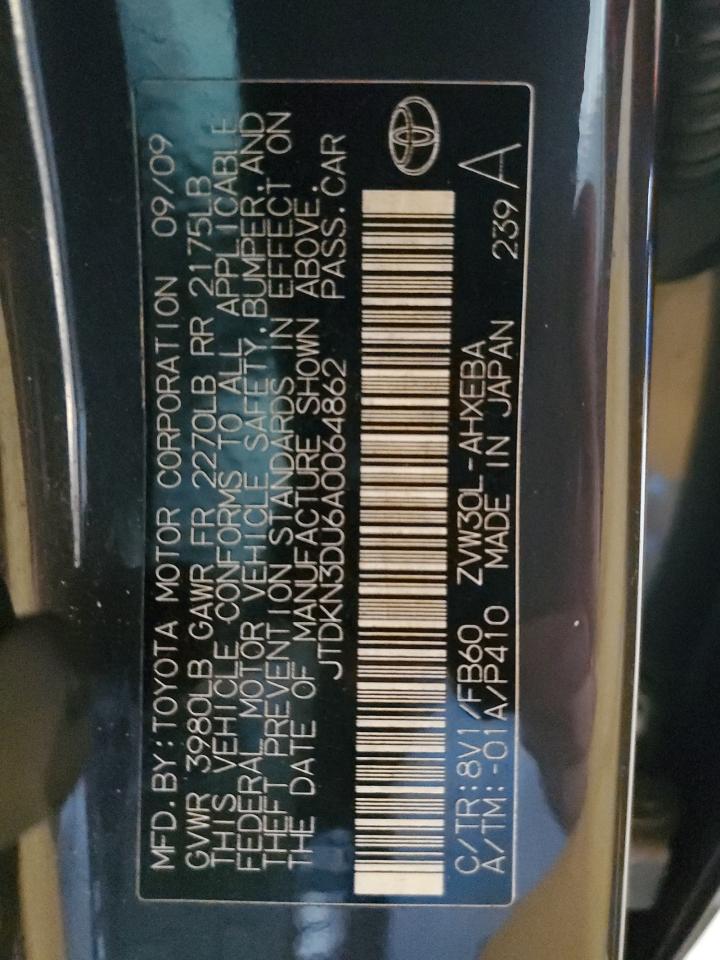 MFD.BY:TOYOTA MOTOR CORPORATION 09/09
GVWR 3980LB GAWR FR 2270LB RR 2175LB
THIS VEHICLE CONFORMS TO ALL APPLICABLE
FEDERAL MOTOR VEHICLE SAFETY,BUMPER,AND
THEFT PREVENTION STANDARDS IN EFFECT ON
THE DATE OF MANUFACTURE SHOWN ABOVE.
JTDKN3DU6A0064862 PASS.CAR
C/TR:8V1 /FB60 ZVW30L-AHXEBA
A/TM:-01A/P410 MADE IN JAPAN 239 A